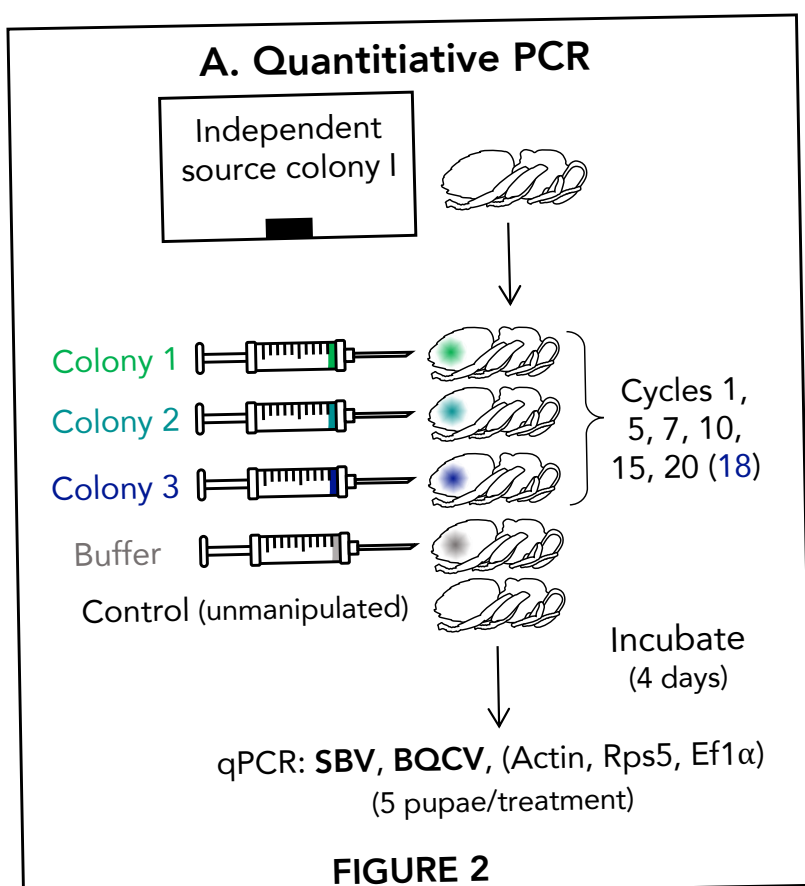 A. Quantitiative PCR
Independent
source colony I
Colony 1
Colony 2
Colony 3
Buffer
Control (unmanipulated)
Cycles 1,
5, 7, 10,
15, 20 (18)
Incubate
(4 days)
qPCR: SBV, BQCV, (Actin, Rps5, Ef1α)
(5 pupae/treatment)
FIGURE 2